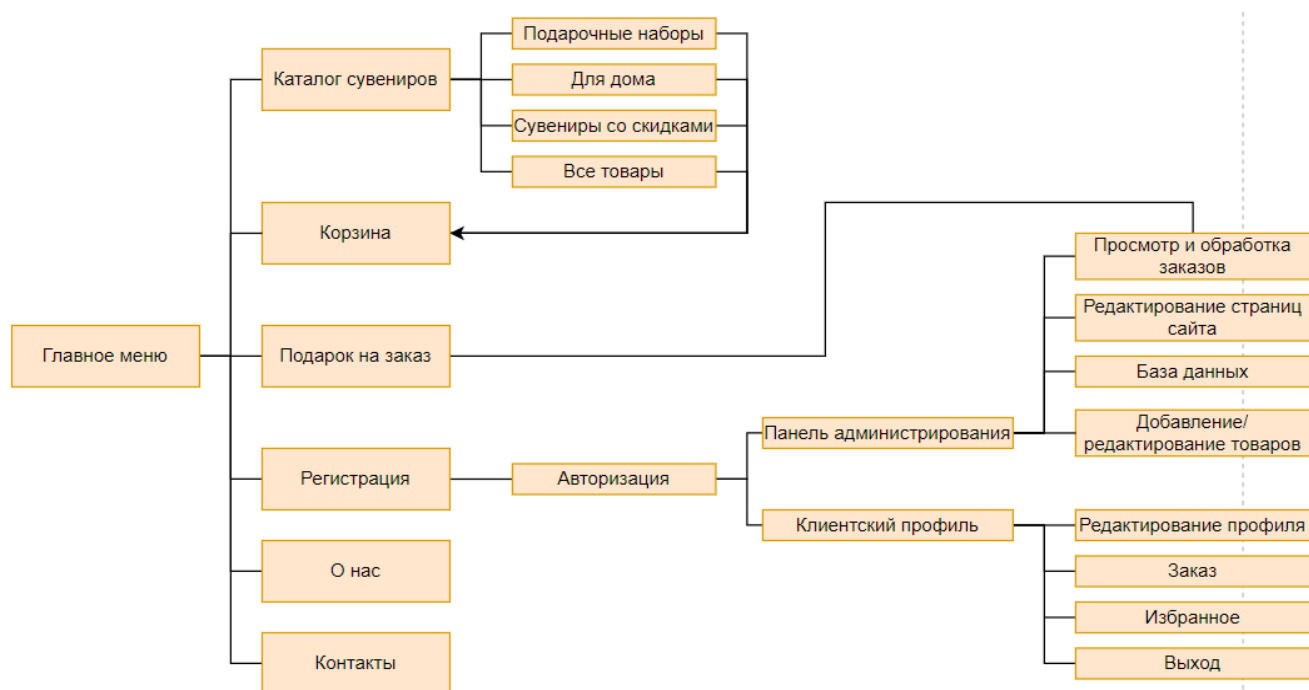 Подарочные наборы
Каталог сувениров
Для дома
Сувениры со скидками
Все товары
Корзина
Просмотр и обработка
заказов
Редактирование страниц
сайта
Главное меню
Подарок на заказ
База данных
Панель администрирования
Добавление/
редактирование товаров
Регистрация
Авторизация
Клиентский профиль
Редактирование профиля
О нас
Заказ
Избранное
Контакты
Выход